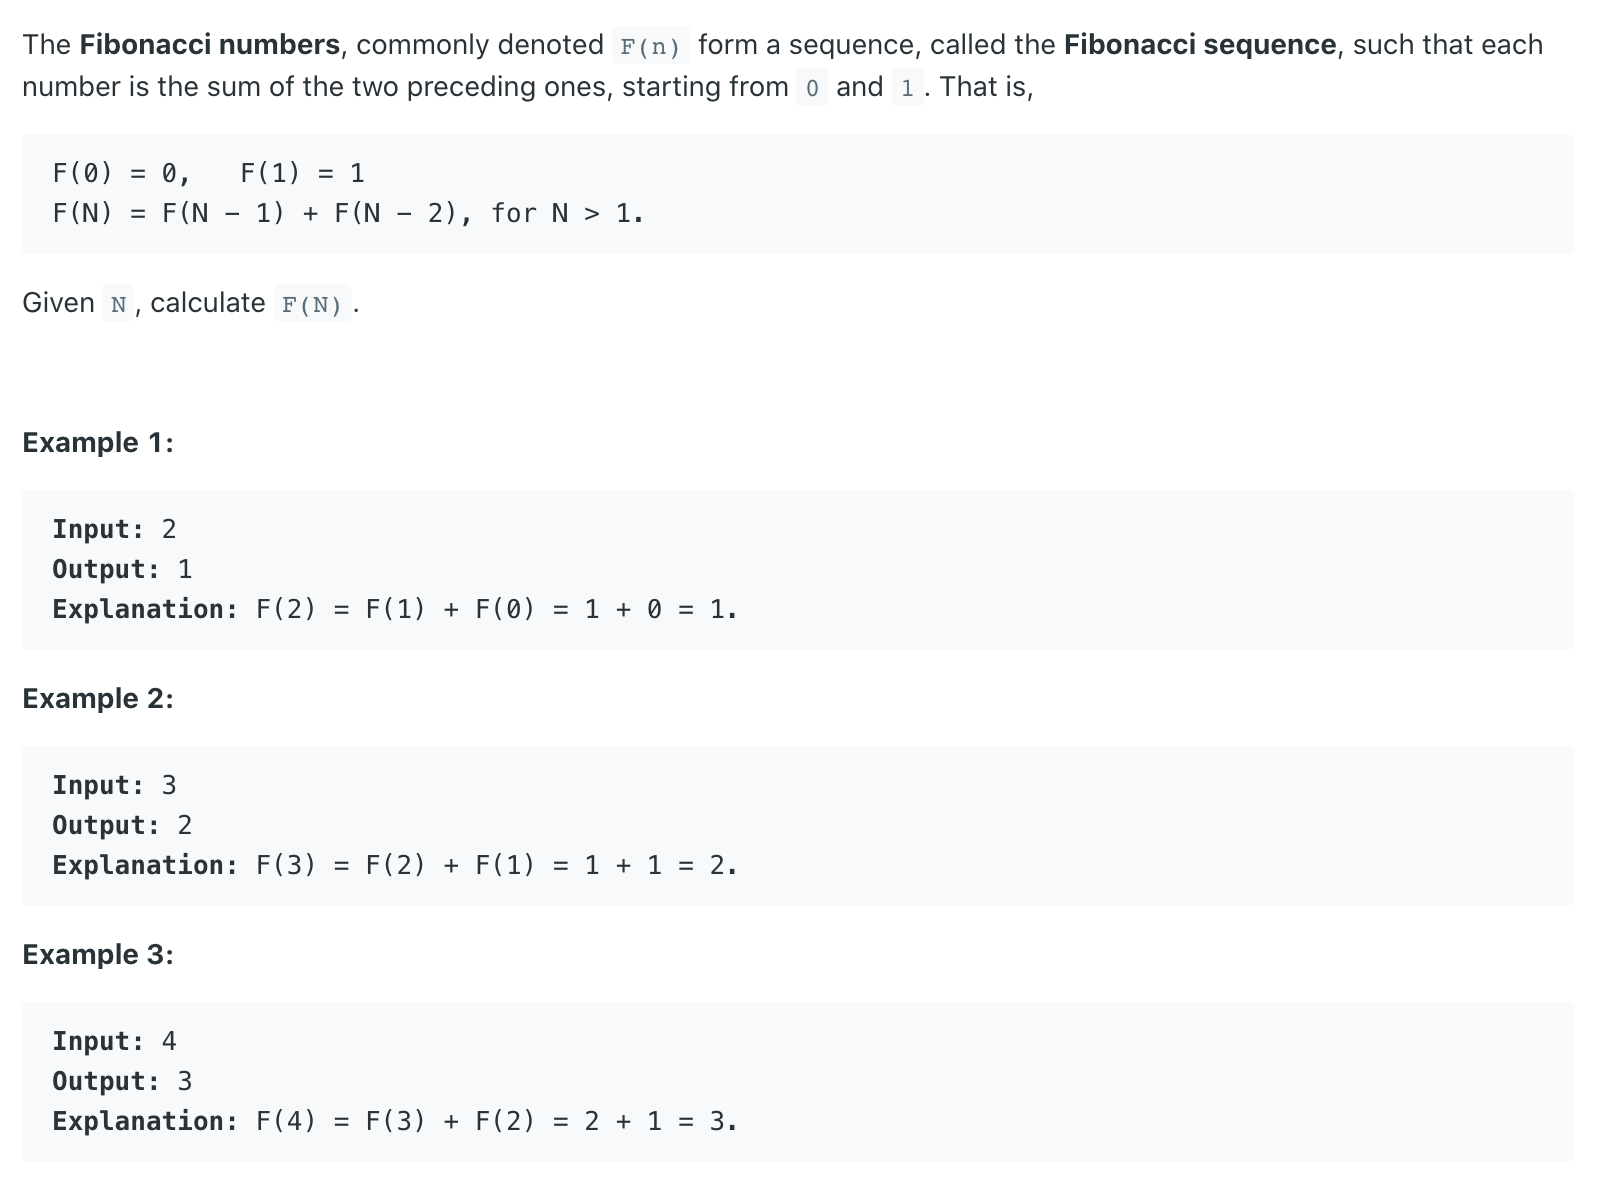 The Fibonacci numbers, commonly denoted F(n) form a sequence, called the Fibonacci sequence, such that each
number is the sum of the two preceding ones, starting from 0 and 1. That is,
F(0) = 0,   F(1) = 1
F(N) = F(N − 1) + F(N − 2), for N > 1.
Given N, calculate F(N).
Example 1:
Input: 2
Output: 1
Explanation: F(2) = F(1) + F(0) = 1 + 0 = 1.
Example 2:
Input: 3
Output: 2
Explanation: F(3) = F(2) + F(1) = 1 + 1 = 2.
Example 3:
Input: 4
Output: 3
Explanation: F(4) = F(3) + F(2) = 2 + 1 = 3.